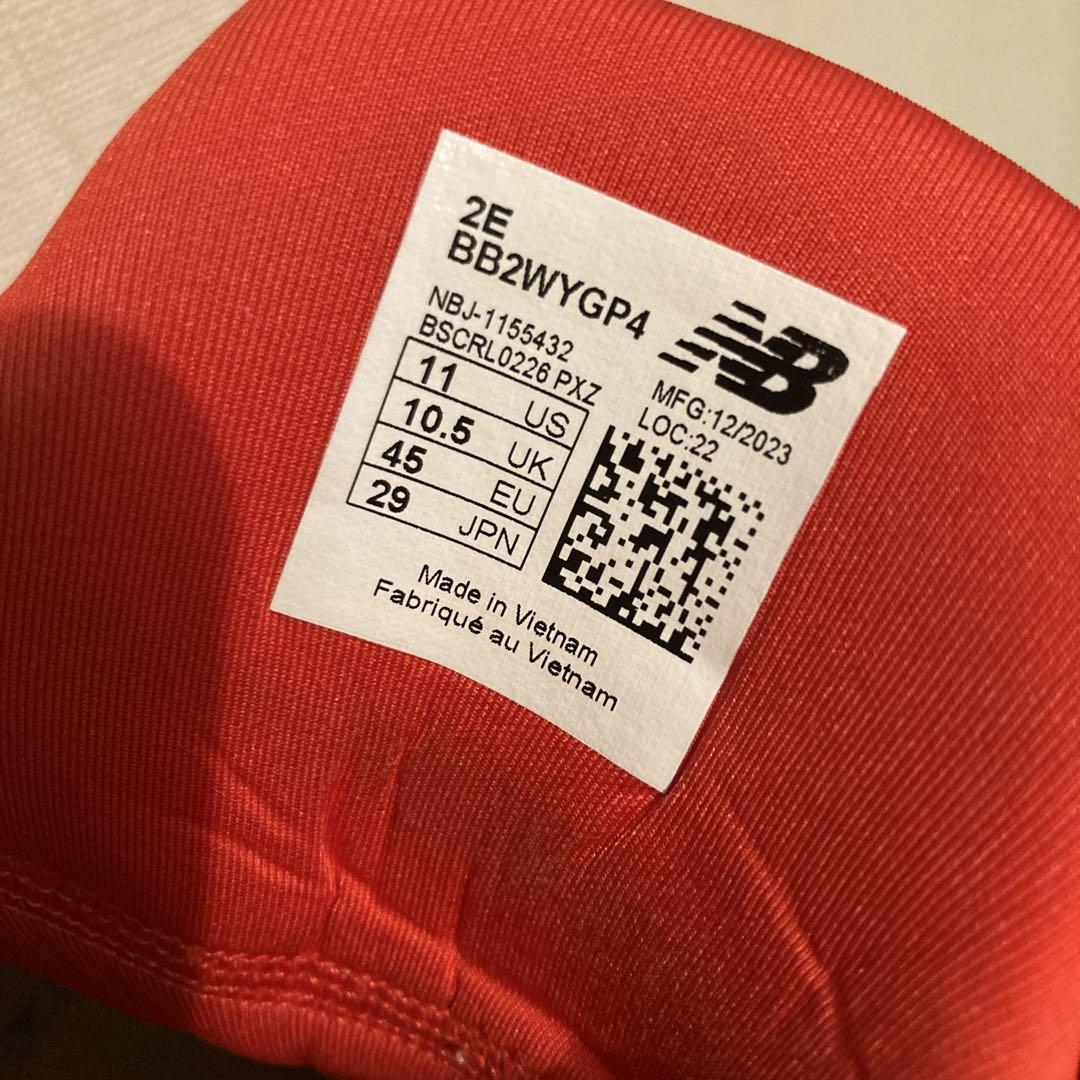 2E
BB2WYGP4
NBJ-1155432
BSCRL0226 PXZ
11 US
10.5 UK
45 EU
29 JPN
NB
MFG:12/2023
LOC:22
Made in Vietnam
Fabriqué au Vietnam